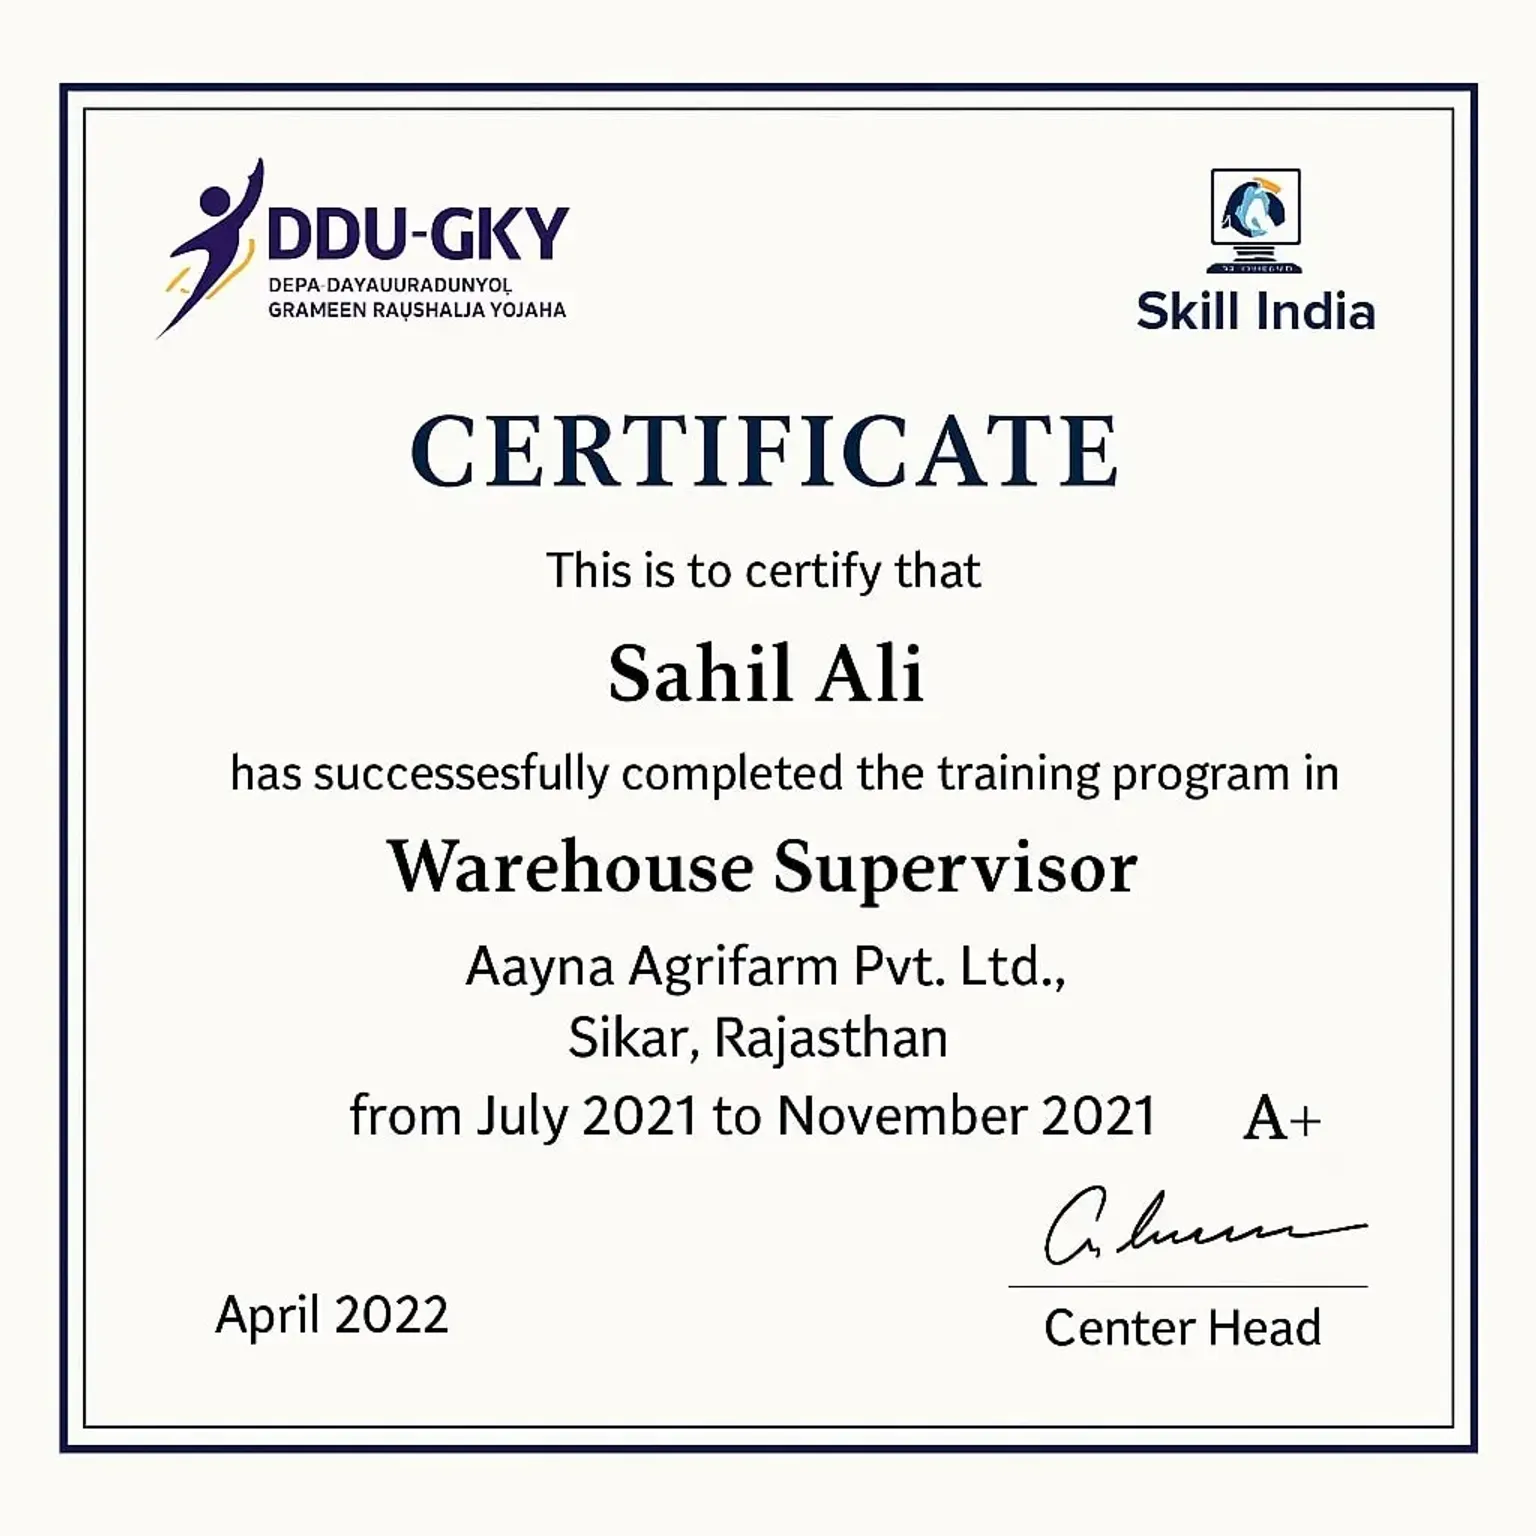 DDU-GKY
DEPA-DAYAUURADUNYOL
GRAMEEN RAUSHALJA YOJAHA
Skill India
CERTIFICATE
This is to certify that
Sahil Ali
has successesfully completed the training program in
Warehouse Supervisor
Aayna Agrifarm Pvt. Ltd.,
Sikar, Rajasthan
from July 2021 to November 2021
A+
April 2022
Center Head